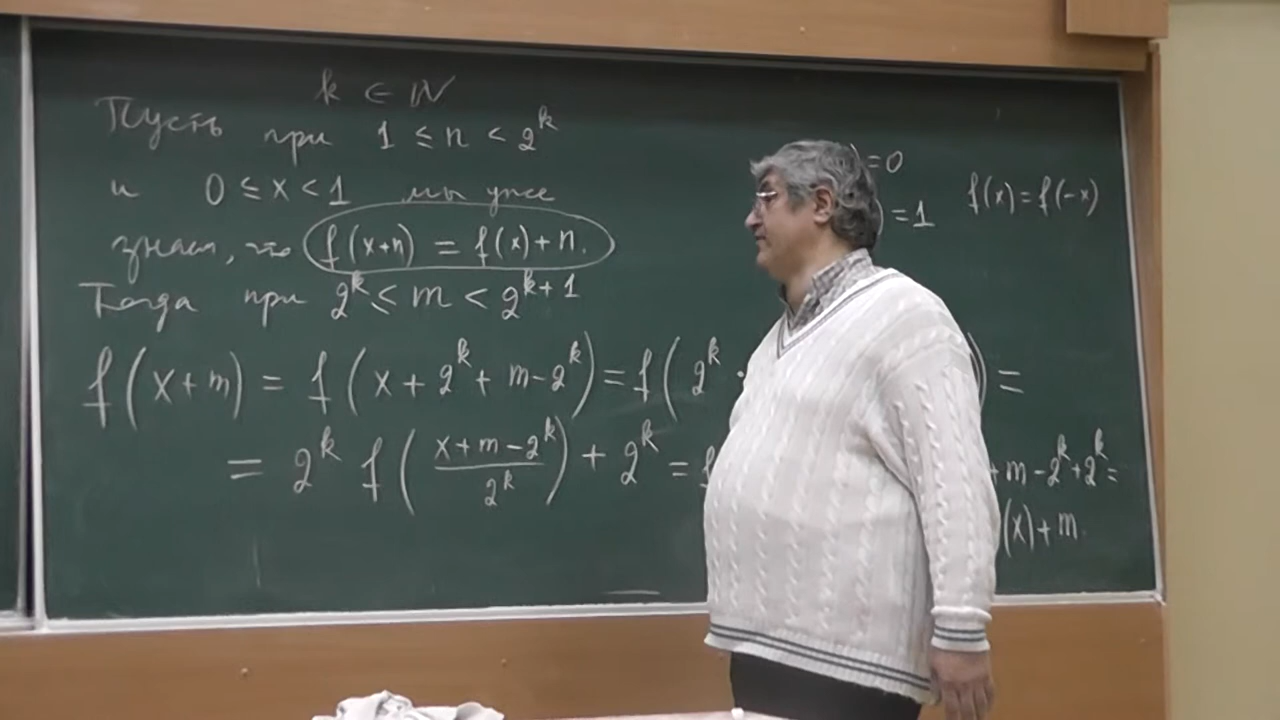 k ∈ ℕ
Пусть при 1 ≤ n < 2^k
и 0 ≤ x < 1 мы уже
знаем, что f(x+n) = f(x)+n.
Тогда при 2^k ≤ m < 2^{k+1}
f(x+m) = f(x+2^k+m-2^k) = f(2^k · ) =
= 2^k f((x+m-2^k)/2^k) + 2^k = f +m-2^k+2^k=
(x)+m.
)=0
)=1
f(x)=f(-x)